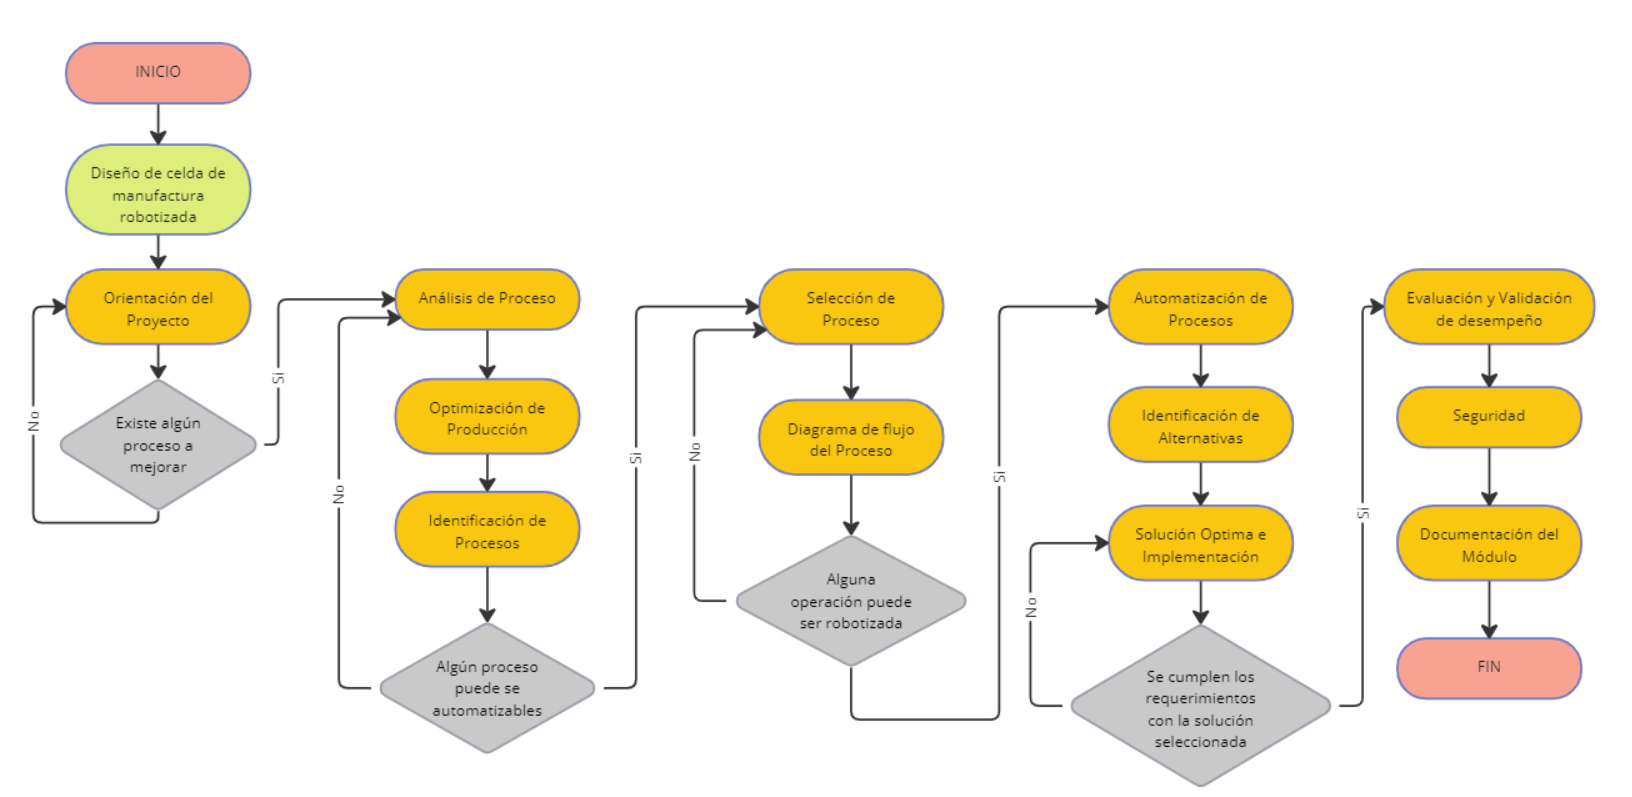 INICIO
Diseño de celda de
manufactura
robotizada
Orientación del
Proyecto
Existe algún
proceso a
mejorar
No
Si
Análisis de Proceso
Optimización de
Producción
Identificación de
Procesos
Algún proceso
puede se
automatizables
No
Si
Selección de
Proceso
Diagrama de flujo
del Proceso
Alguna
operación puede
ser robotizada
No
Si
Automatización de
Procesos
Identificación de
Alternativas
Solución Optima e
Implementación
Se cumplen los
requerimientos
con la solución
seleccionada
No
Si
Evaluación y Validación
de desempeño
Seguridad
Documentación del
Módulo
FIN